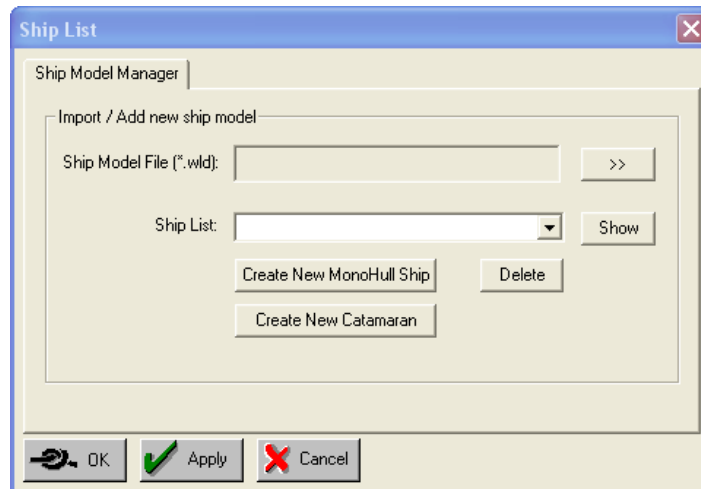 Ship List
Ship Model Manager
Import / Add new ship model
Ship Model File (*.wld):
>>
Ship List:
Show
Create New MonoHull Ship
Delete
Create New Catamaran
OK
Apply
Cancel